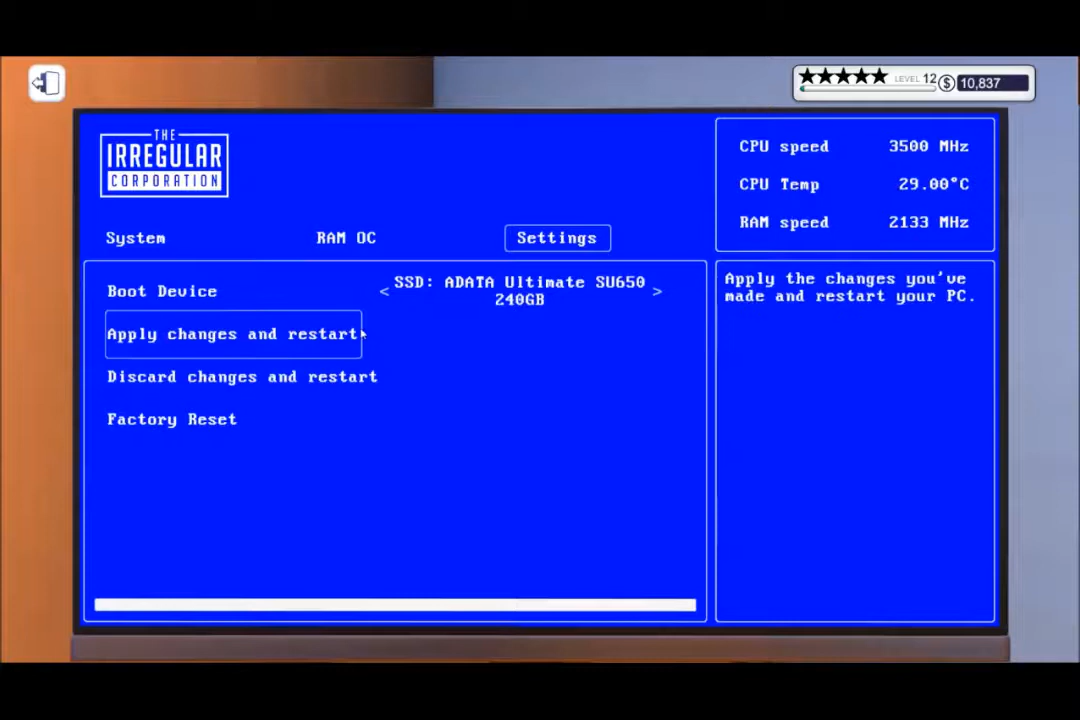 LEVEL 12
$ 10,837
THE
IRREGULAR
CORPORATION
CPU speed 3500 MHz
CPU Temp 29.00°C
RAM speed 2133 MHz
System RAM OC Settings
Boot Device < SSD: ADATA Ultimate SU650 >
240GB
Apply changes and restart
Discard changes and restart
Factory Reset
Apply the changes you've
made and restart your PC.